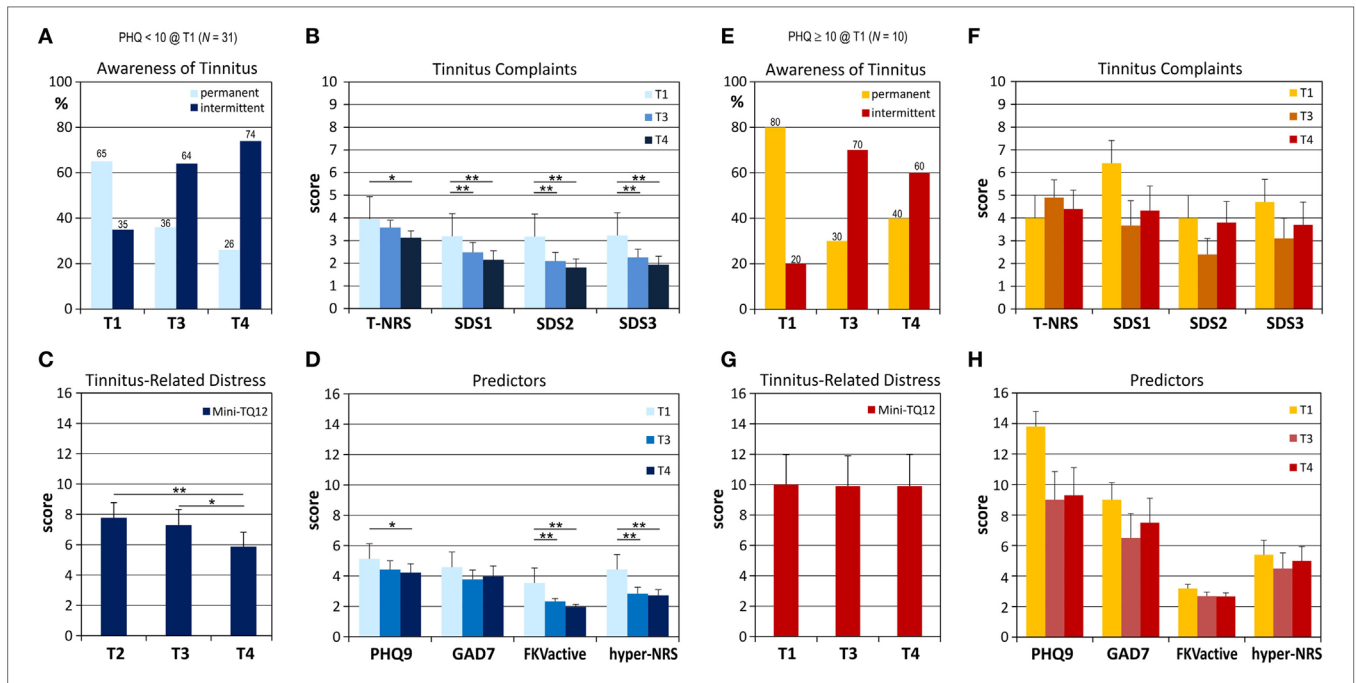 A
PHQ < 10 @ T1 (N = 31)
Awareness of Tinnitus
permanent
intermittent
%
100
80
60
40
20
0
65
35
36
64
26
74
T1 T3 T4
B
Tinnitus Complaints
T1
T3
T4
score
10
9
8
7
6
5
4
3
2
1
0
* ** ** ** ** ** **
T-NRS SDS1 SDS2 SDS3
E
PHQ ≥ 10 @ T1 (N = 10)
Awareness of Tinnitus
permanent
intermittent
%
100
80
60
40
20
0
80
20
30
70
40
60
T1 T3 T4
F
Tinnitus Complaints
T1
T3
T4
score
10
9
8
7
6
5
4
3
2
1
0
T-NRS SDS1 SDS2 SDS3
C
Tinnitus-Related Distress
Mini-TQ12
score
16
14
12
10
8
6
4
2
0
**
*
T2 T3 T4
D
Predictors
T1
T3
T4
score
16
14
12
10
8
6
4
2
0
* ** ** ** **
PHQ9 GAD7 FKVactive hyper-NRS
G
Tinnitus-Related Distress
Mini-TQ12
score
16
14
12
10
8
6
4
2
0
T1 T3 T4
H
Predictors
T1
T3
T4
score
16
14
12
10
8
6
4
2
0
PHQ9 GAD7 FKVactive hyper-NRS